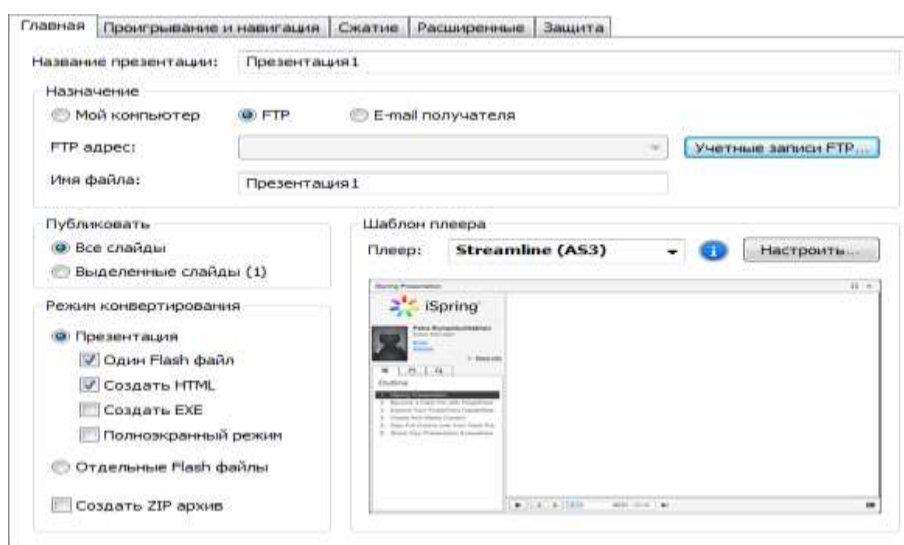 Главная Проигрывание и навигация Сжатие Расширенные Защита
Название презентации: Презентация1
Назначение
Мой компьютер FTP E-mail получателя
FTP адрес: Учетные записи FTP...
Имя файла: Презентация1
Публиковать
Все слайды
Выделенные слайды (1)
Режим конвертирования
Презентация
Один Flash файл
Создать HTML
Создать EXE
Полноэкранный режим
Отдельные Flash файлы
Создать ZIP архив
Шаблон плеера
Плеер: Streamline (AS3) Настроить...
iSpring Presentation
iSpring
Outline